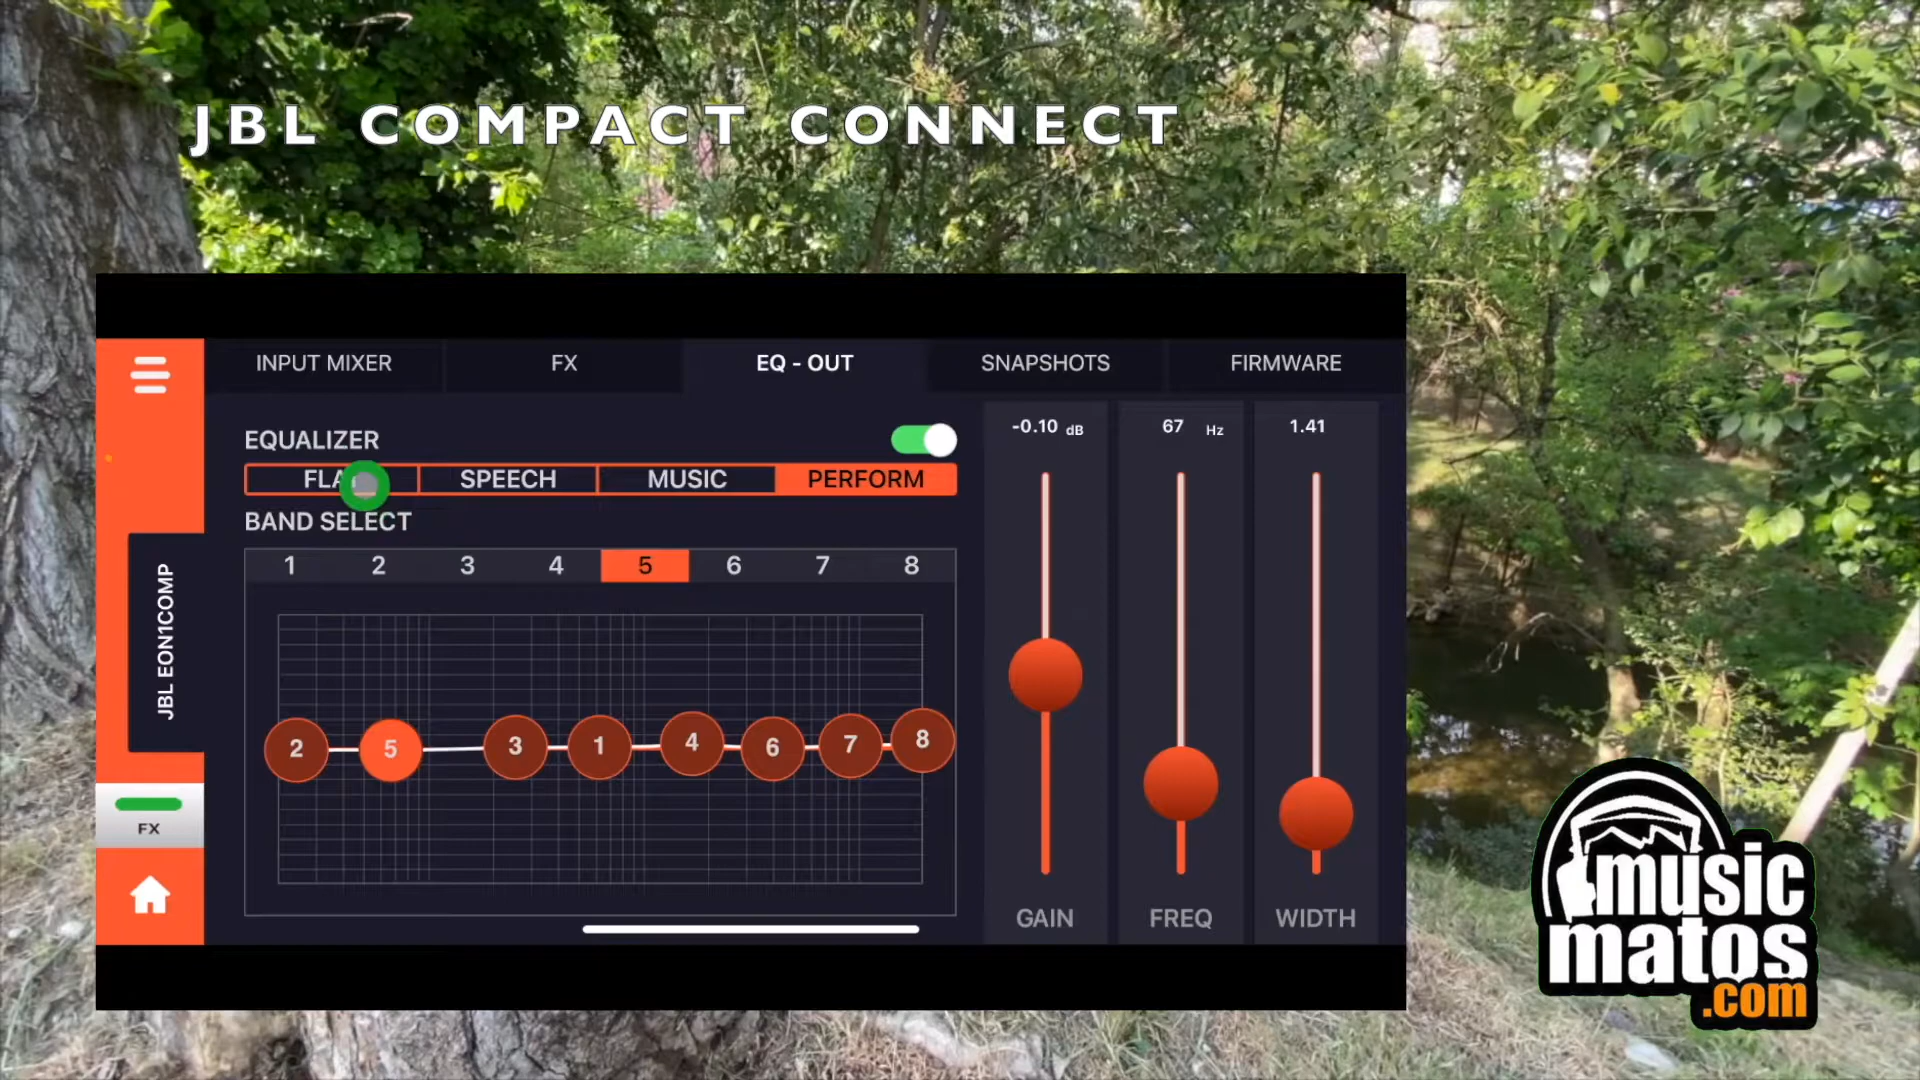 JBL COMPACT CONNECT
INPUT MIXER
FX
EQ - OUT
SNAPSHOTS
FIRMWARE
EQUALIZER
SPEECH
MUSIC
PERFORM
BAND SELECT
1 2 3 4 5 6 7 8
2 5 3 1 4 6 7 8
-0.10 dB
67 Hz
1.41
GAIN
FREQ
WIDTH
JBL EON1COMP
FX
music
matos
.com